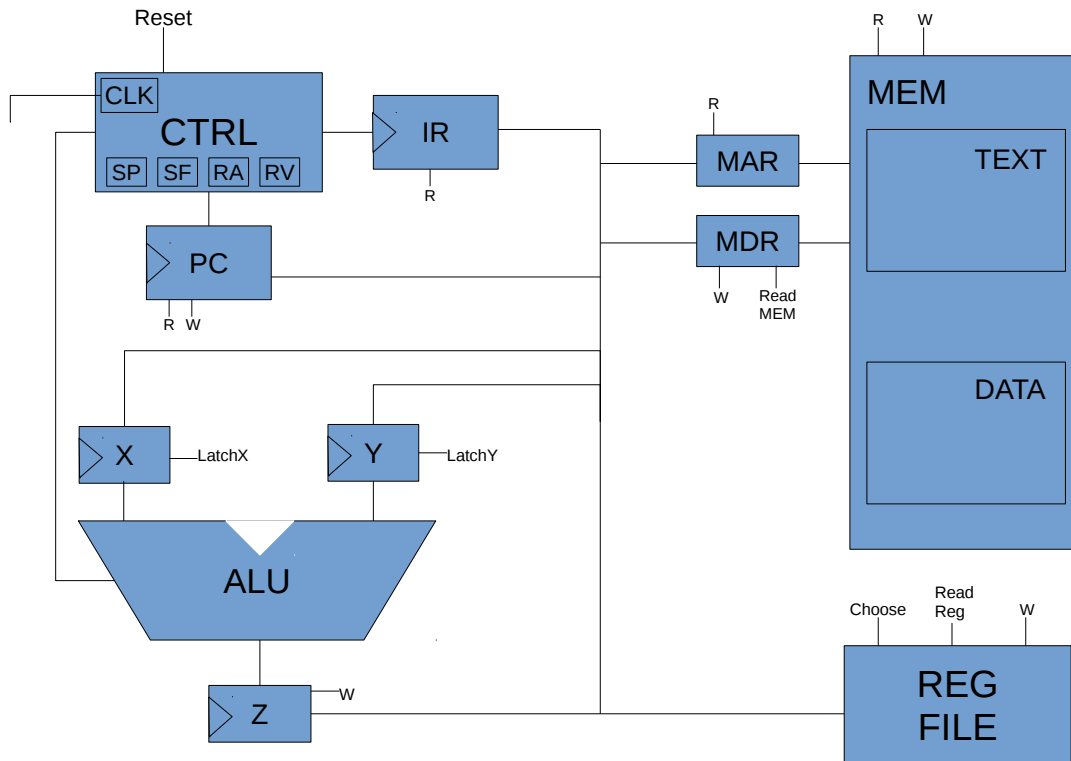 Reset
R
W
CLK
CTRL
SP
SF
RA
RV
IR
R
MEM
TEXT
R
MAR
MDR
W
Read
MEM
PC
R
W
DATA
X
LatchX
Y
LatchY
ALU
Choose
Read
Reg
W
Z
W
REG
FILE